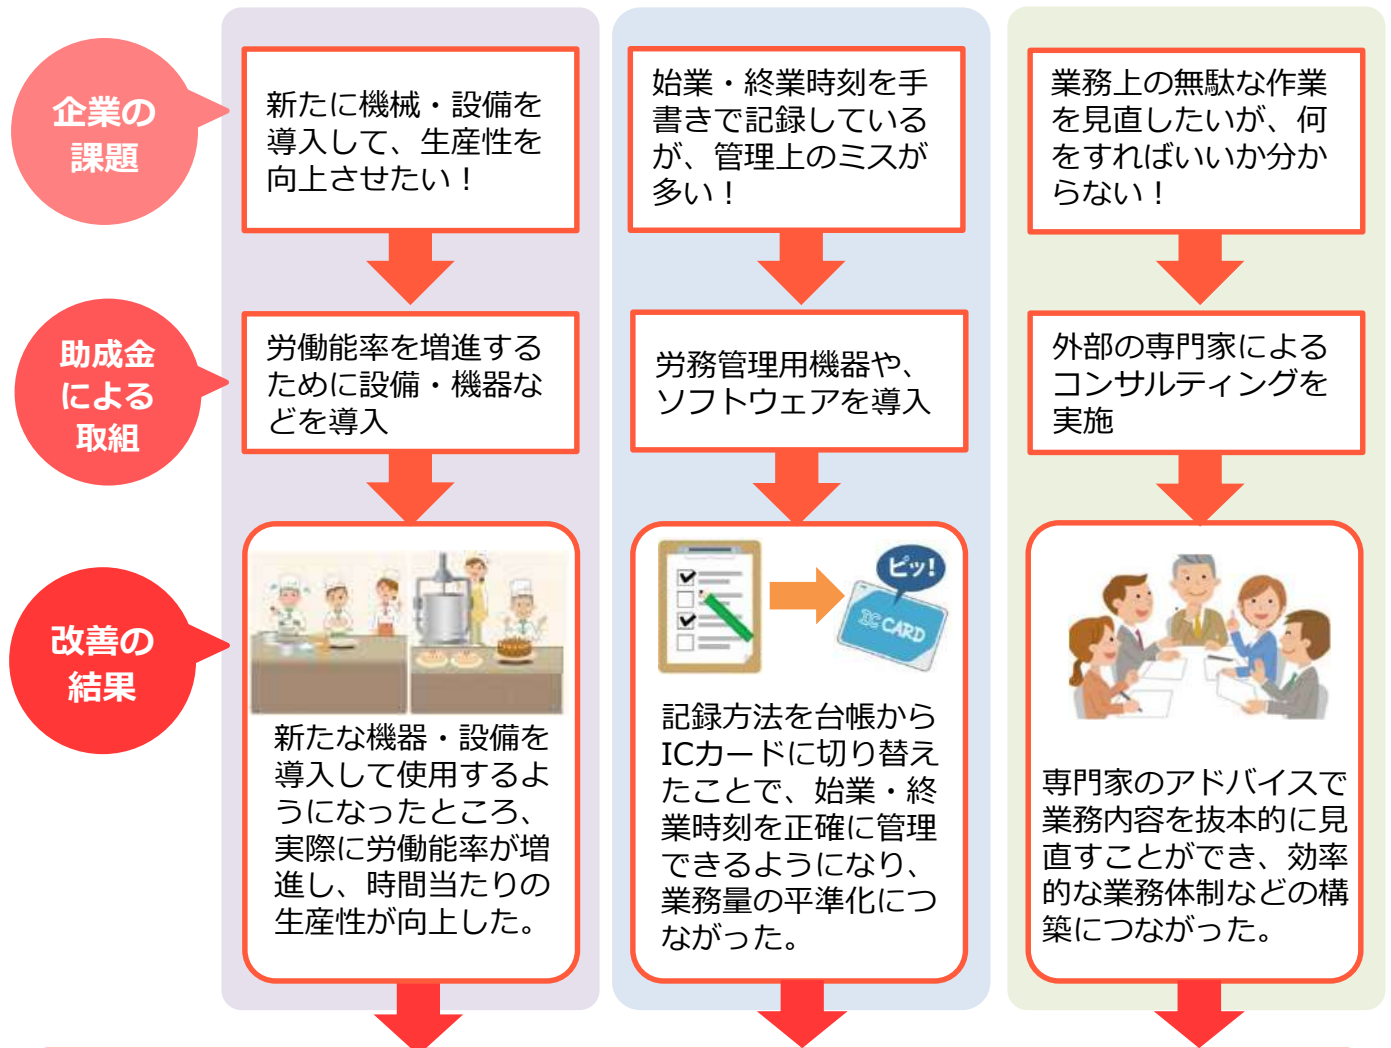 企業の
課題
新たに機械・設備を
導入して、生産性を
向上させたい！
始業・終業時刻を手
書きで記録している
が、管理上のミスが
多い！
業務上の無駄な作業
を見直したいが、何
をすればいいか分か
らない！
助成金
による
取組
労働能率を増進する
ために設備・機器な
どを導入
労務管理用機器や、
ソフトウェアを導入
外部の専門家による
コンサルティングを
実施
改善の
結果
新たな機器・設備を
導入して使用するよ
うになったところ、
実際に労働能率が増
進し、時間当たりの
生産性が向上した。
ピッ!
IC CARD
記録方法を台帳から
ICカードに切り替え
たことで、始業・終
業時刻を正確に管理
できるようになり、
業務量の平準化につ
ながった。
専門家のアドバイスで
業務内容を抜本的に見
直すことができ、効率
的な業務体制などの構
築につながった。